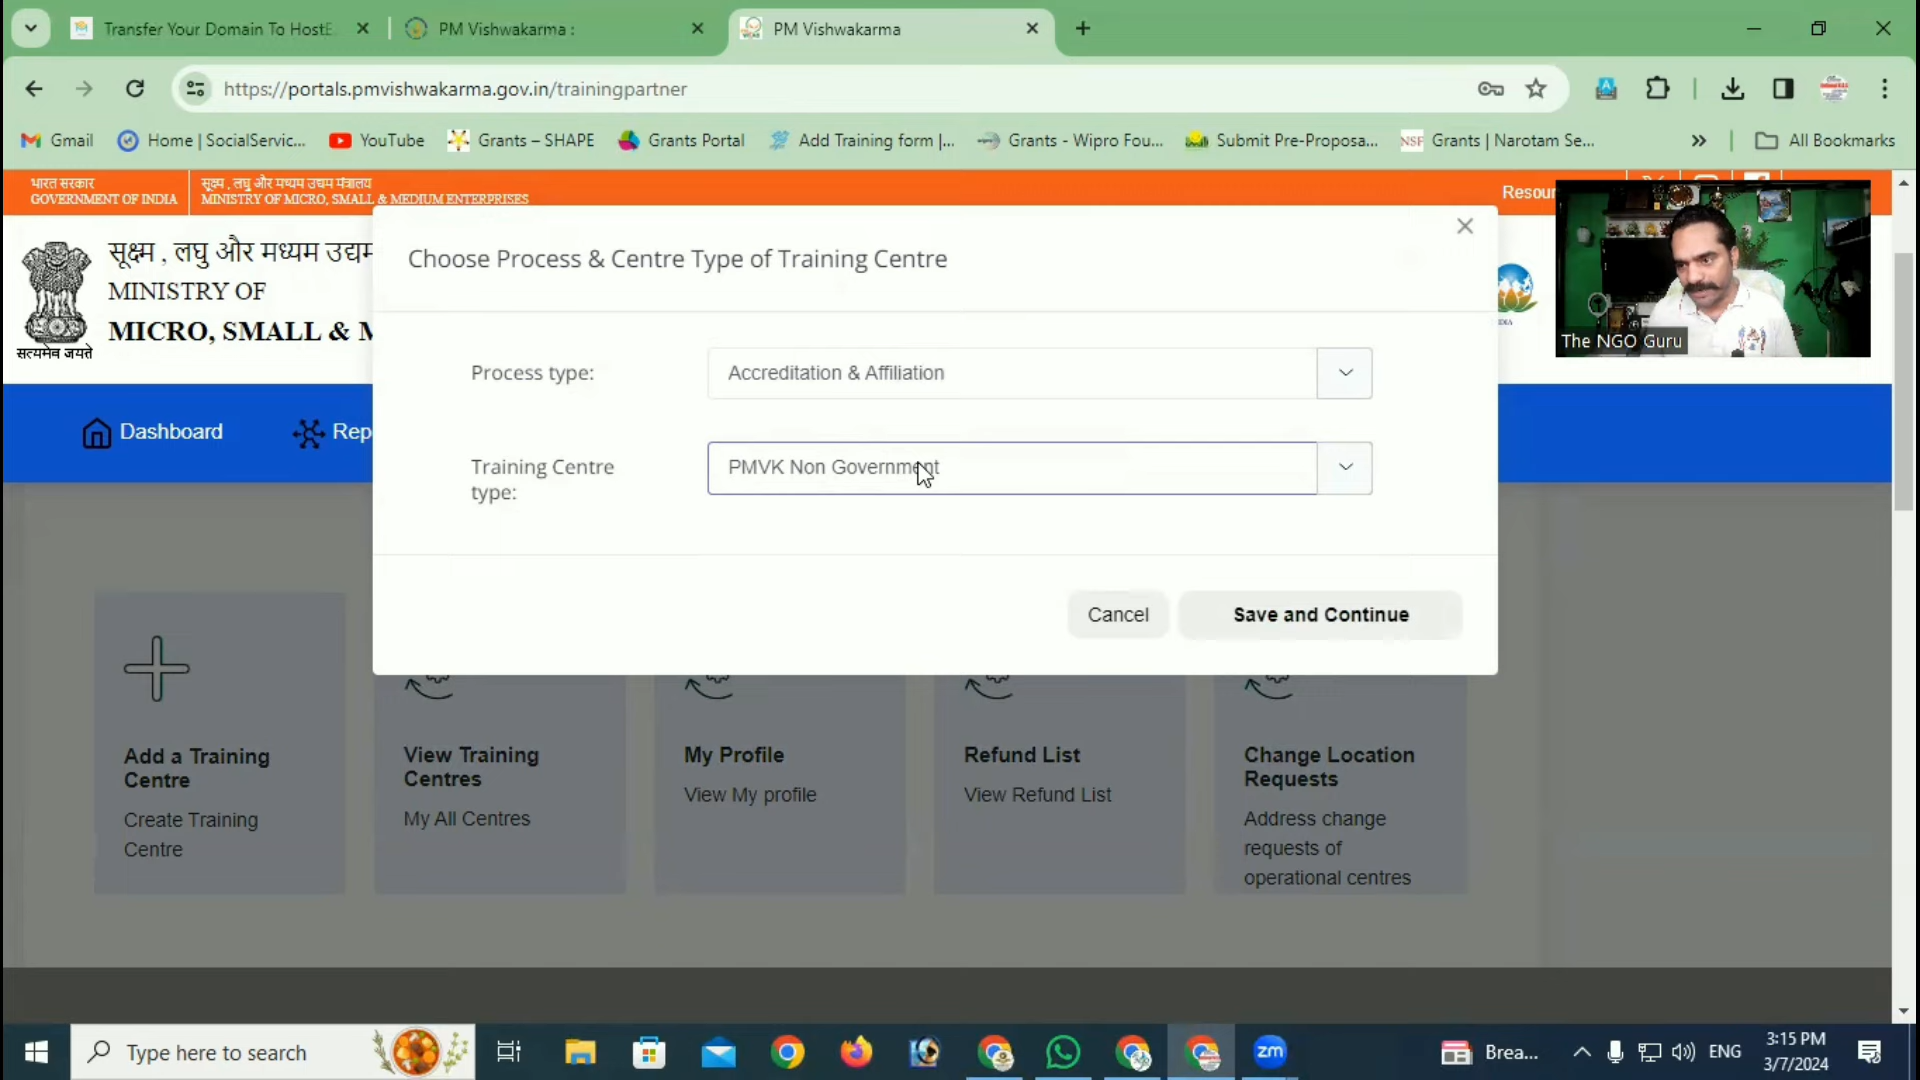 Transfer Your Domain To HostE
PM Vishwakarma :
PM Vishwakarma
https://portals.pmvishwakarma.gov.in/trainingpartner
Gmail
Home | SocialServic...
YouTube
Grants – SHAPE
Grants Portal
Add Training form |...
Grants - Wipro Fou...
Submit Pre-Proposa...
NSF
Grants | Narotam Se...
»
All Bookmarks
भारत सरकार
GOVERNMENT OF INDIA
सूक्ष्म , लघु और मध्यम उद्यम मंत्रालय
MINISTRY OF MICRO, SMALL & MEDIUM ENTERPRISES
Resour
सूक्ष्म , लघु और मध्यम उद्यम
MINISTRY OF
MICRO, SMALL & M
सत्यमेव जयते
The NGO Guru
Choose Process & Centre Type of Training Centre
Process type:
Accreditation & Affiliation
Training Centre
type:
PMVK Non Government
Cancel
Save and Continue
Dashboard
Rep
Add a Training
Centre
Create Training
Centre
View Training
Centres
My All Centres
My Profile
View My profile
Refund List
View Refund List
Change Location
Requests
Address change
requests of
operational centres
Type here to search
zm
Brea...
ENG
3:15 PM
3/7/2024